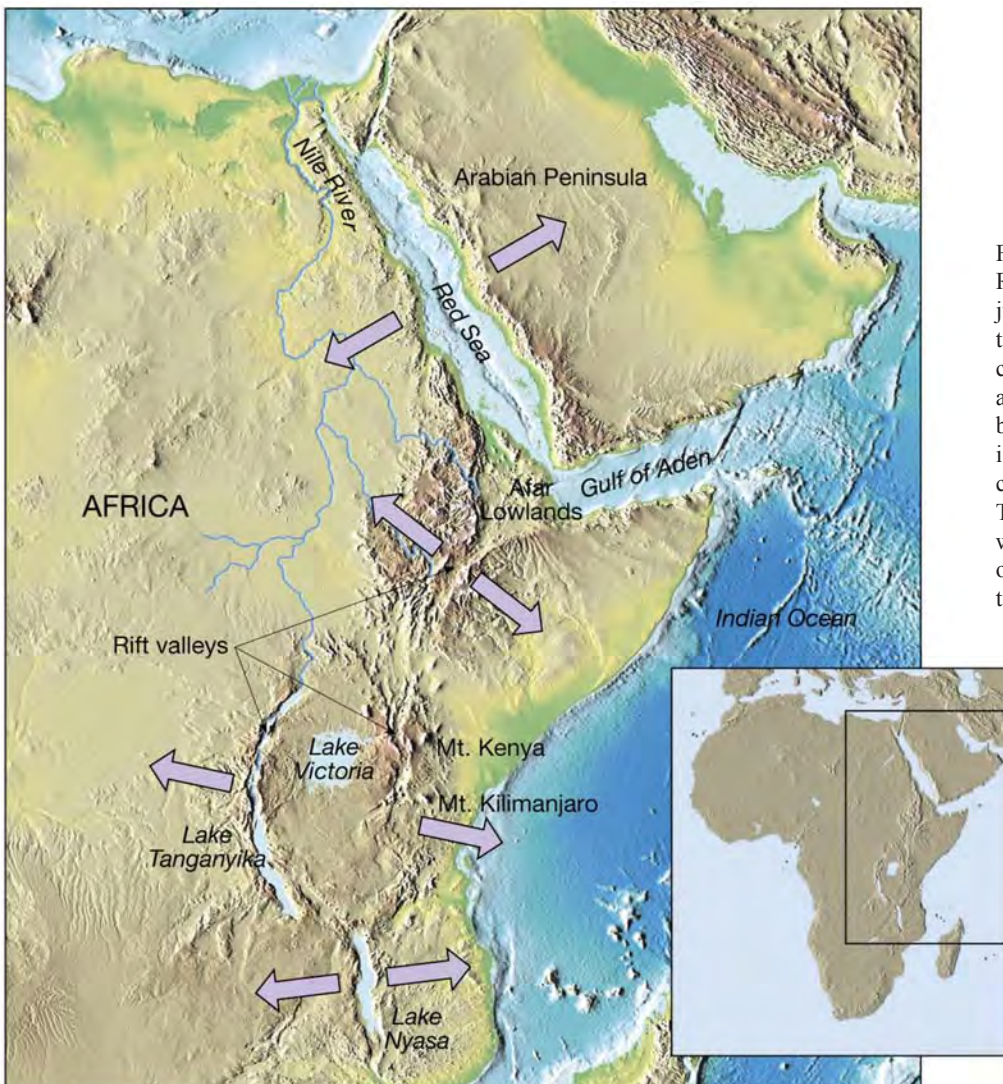 Nile River
Arabian Peninsula
Red Sea
Gulf of Aden
Afar
Lowlands
AFRICA
Indian Ocean
Rift valleys
Lake
Victoria
Mt. Kenya
Mt. Kilimanjaro
Lake
Tanganyika
Lake
Nyasa
j
t
c
a
b
i
c
T
v
o
t